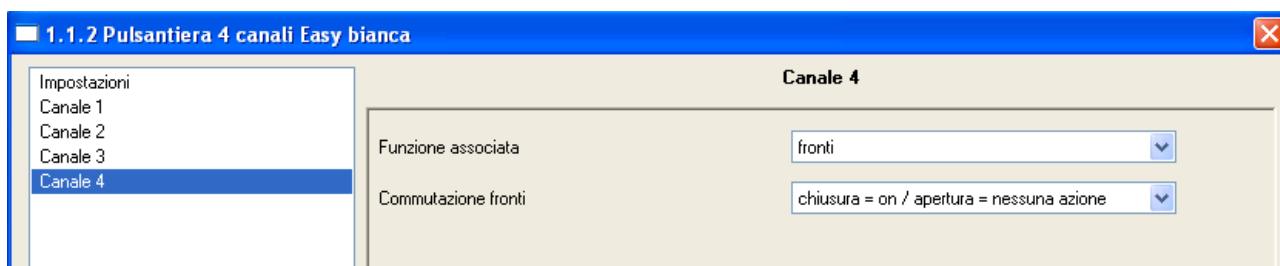 1.1.2 Pulsantiera 4 canali Easy bianca
Impostazioni
Canale 1
Canale 2
Canale 3
Canale 4
Canale 4
Funzione associata
fronti
Commutazione fronti
chiusura = on / apertura = nessuna azione